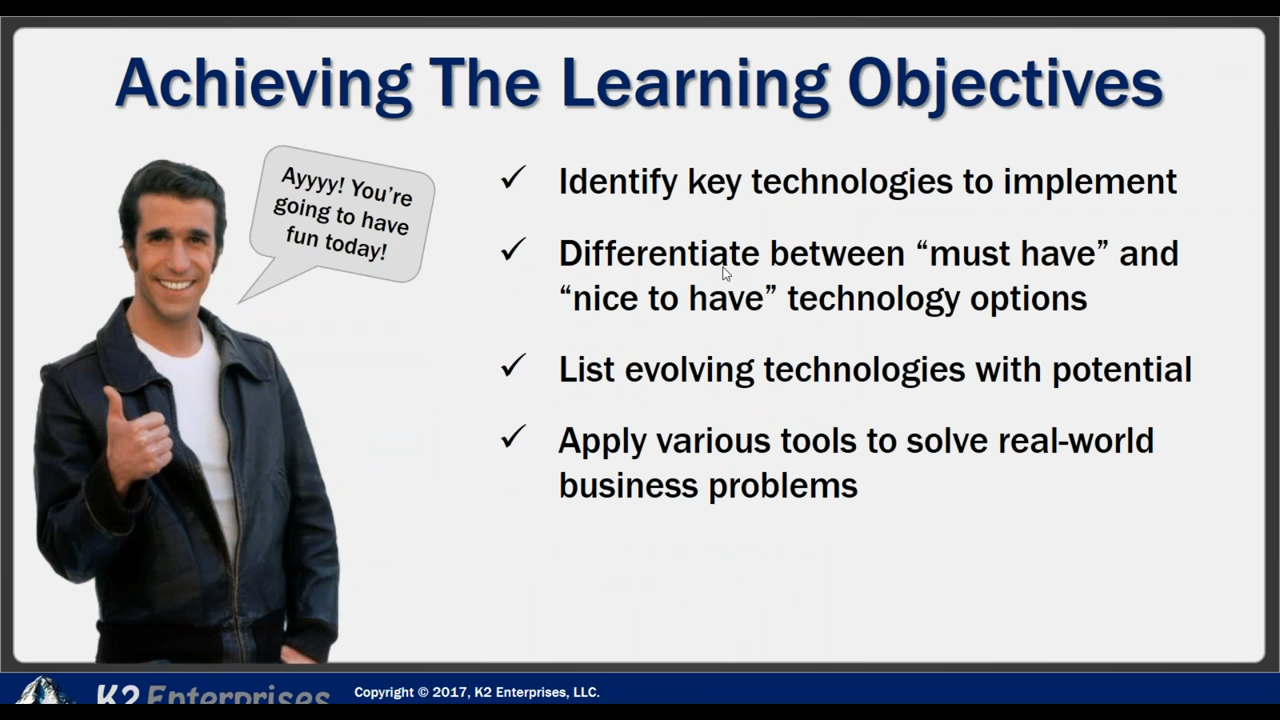 Achieving The Learning Objectives
Ayyyy! You're
going to have
fun today!
✓ Identify key technologies to implement
✓ Differentiate between “must have” and
“nice to have” technology options
✓ List evolving technologies with potential
✓ Apply various tools to solve real-world
business problems
K2 Enterprises
Copyright © 2017, K2 Enterprises, LLC.